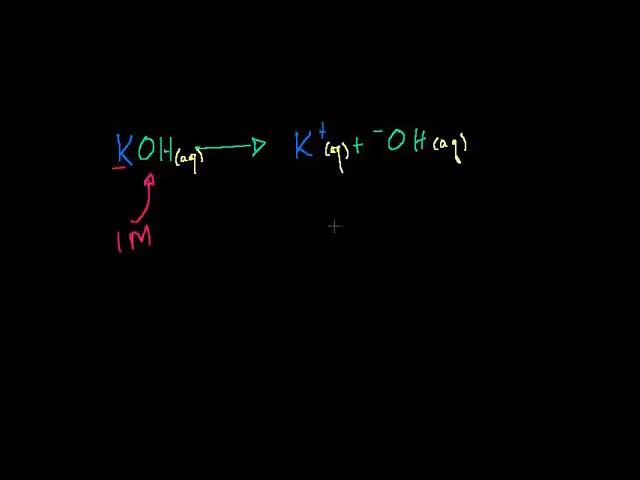 KOH(aq) → K⁺(aq) + ⁻OH(aq)
1M